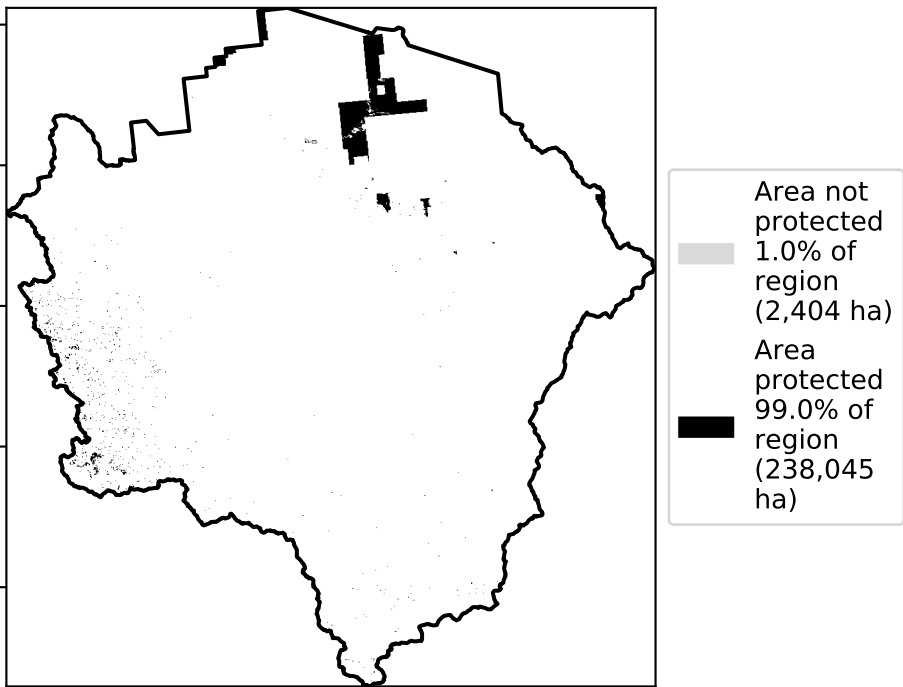 Area not
protected
1.0% of
region
(2,404 ha)
Area
protected
99.0% of
region
(238,045
ha)